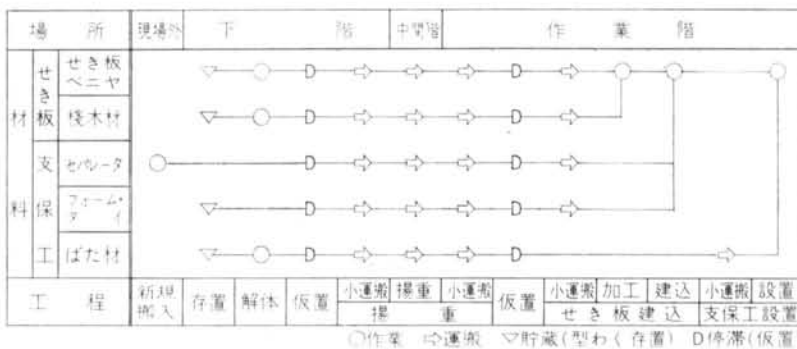 場所 現場外 下階 中間階 作業階
材料
せき板
せき板ベニヤ
桟木材
支保工
セパレータ
フォーム・タイ
ばた材
工程 新規搬入 存置 解体 仮置 小運搬 揚重 小運搬 仮置 小運搬 加工 建込 小運搬 設置
揚重 せき板建込 支保工設置
○作業 ⇨運搬 ▽貯蔵(型わく存置) D停滞(仮置